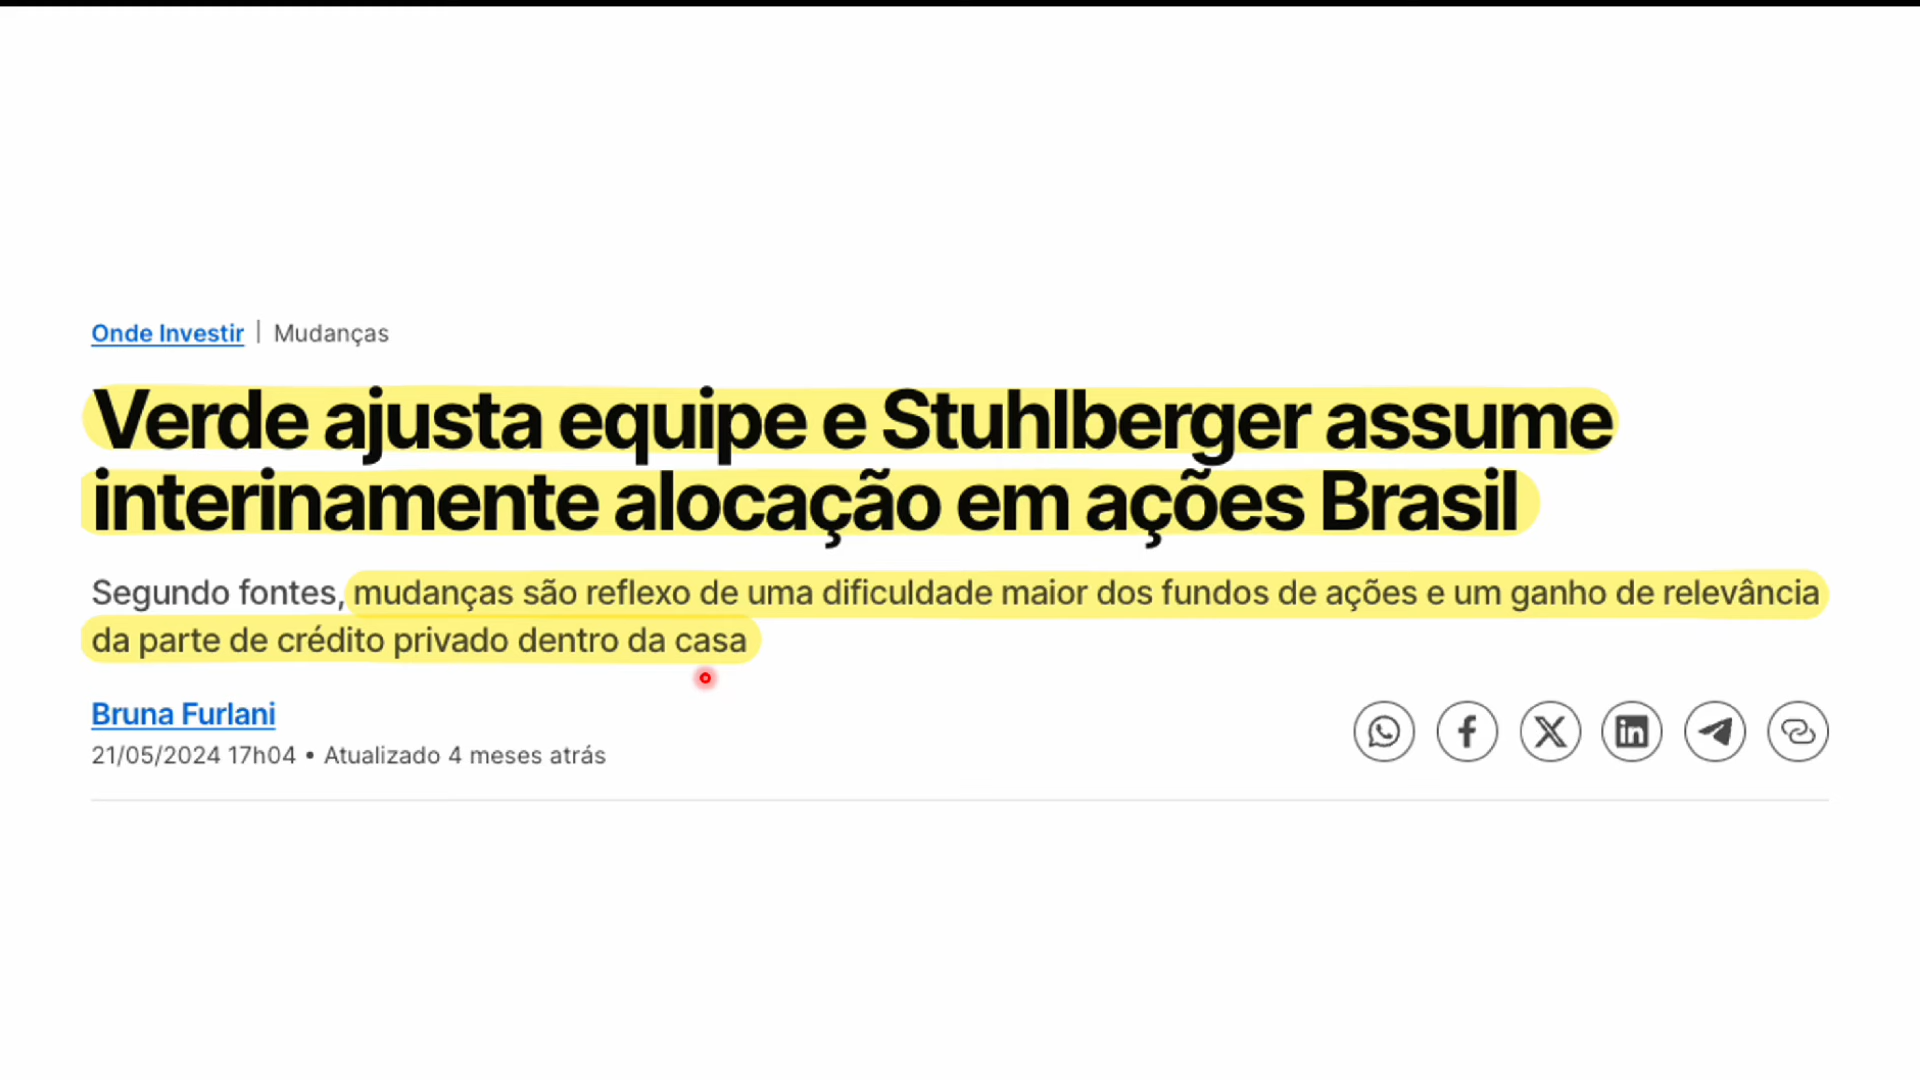 Onde Investir | Mudanças
Verde ajusta equipe e Stuhlberger assume
interinamente alocação em ações Brasil
Segundo fontes, mudanças são reflexo de uma dificuldade maior dos fundos de ações e um ganho de relevância
da parte de crédito privado dentro da casa
Bruna Furlani
21/05/2024 17h04 • Atualizado 4 meses atrás